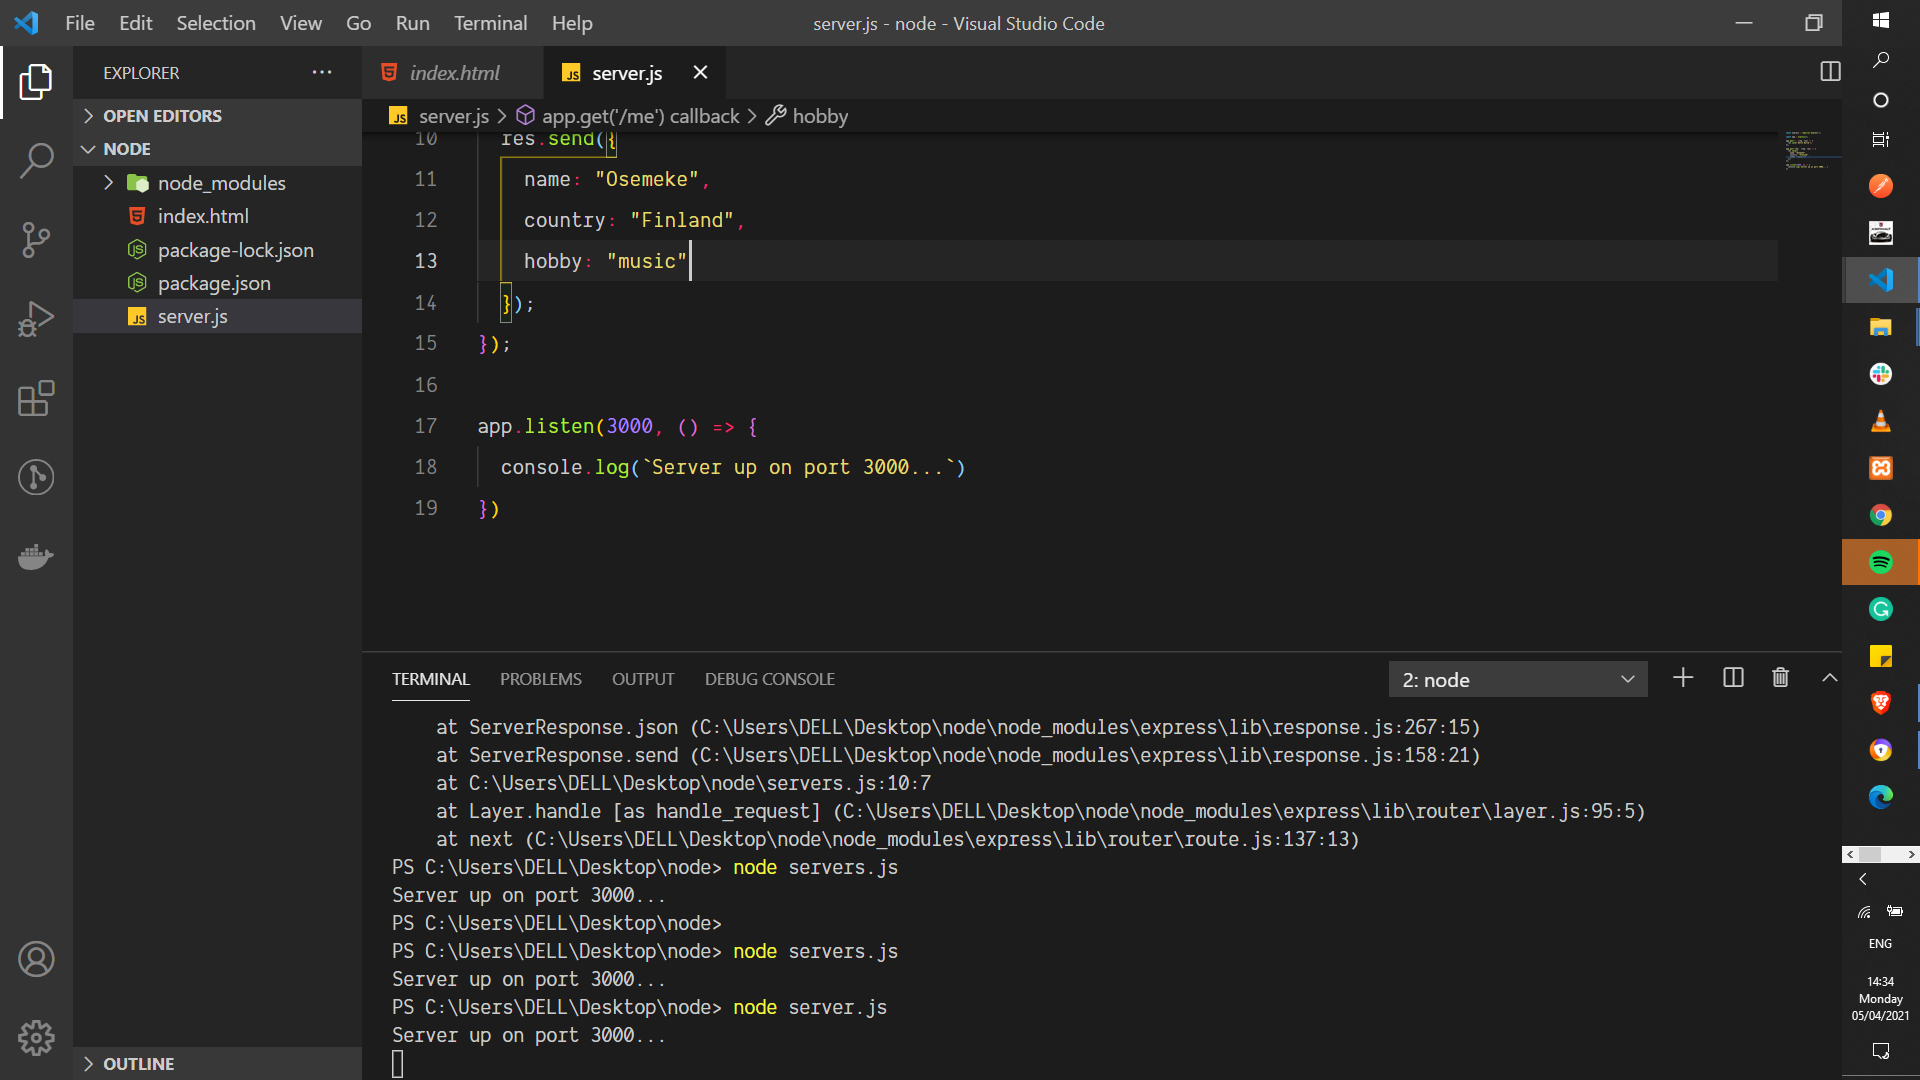 File Edit Selection View Go Run Terminal Help
server.js - node - Visual Studio Code
EXPLORER ···
OPEN EDITORS
NODE
node_modules
index.html
package-lock.json
package.json
JS server.js
OUTLINE
index.html
JS server.js
JS server.js > app.get('/me') callback > hobby
10 res.send({
11 name: "Osemeke",
12 country: "Finland",
13 hobby: "music"
14 });
15 });
16
17 app.listen(3000, () => {
18 console.log(`Server up on port 3000...`)
19 })
TERMINAL PROBLEMS OUTPUT DEBUG CONSOLE
2: node
at ServerResponse.json (C:\Users\DELL\Desktop\node\node_modules\express\lib\response.js:267:15)
at ServerResponse.send (C:\Users\DELL\Desktop\node\node_modules\express\lib\response.js:158:21)
at C:\Users\DELL\Desktop\node\servers.js:10:7
at Layer.handle [as handle_request] (C:\Users\DELL\Desktop\node\node_modules\express\lib\router\layer.js:95:5)
at next (C:\Users\DELL\Desktop\node\node_modules\express\lib\router\route.js:137:13)
PS C:\Users\DELL\Desktop\node> node servers.js
Server up on port 3000...
PS C:\Users\DELL\Desktop\node>
PS C:\Users\DELL\Desktop\node> node servers.js
Server up on port 3000...
PS C:\Users\DELL\Desktop\node> node server.js
Server up on port 3000...
ENG
14:34
Monday
05/04/2021